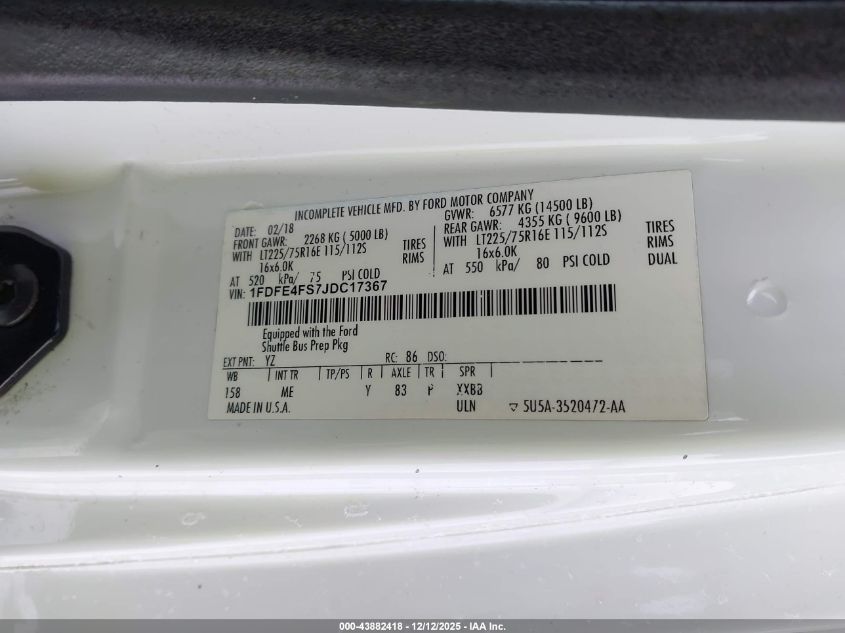 INCOMPLETE VEHICLE MFD. BY FORD MOTOR COMPANY
DATE: 02/18 GVWR: 6577 KG (14500 LB)
FRONT GAWR: 2268 KG (5000 LB) REAR GAWR: 4355 KG (9600 LB)
WITH LT225/75R16E 115/112S TIRES WITH LT225/75R16E 115/112S TIRES
16x6.0K RIMS 16x6.0K RIMS
AT 520 kPa/ 75 PSI COLD AT 550 kPa/ 80 PSI COLD DUAL
VIN: 1FDFE4FS7JDC17367
Equipped with the Ford
Shuttle Bus Prep Pkg
EXT PNT: YZ RC: 86 DSO:
WB INT TR TP/PS R AXLE TR SPR
158 ME Y 83 P XXBB
MADE IN U.S.A. ULN ▽ 5U5A-3520472-AA
000-43882418 - 12/12/2025 - IAA Inc.